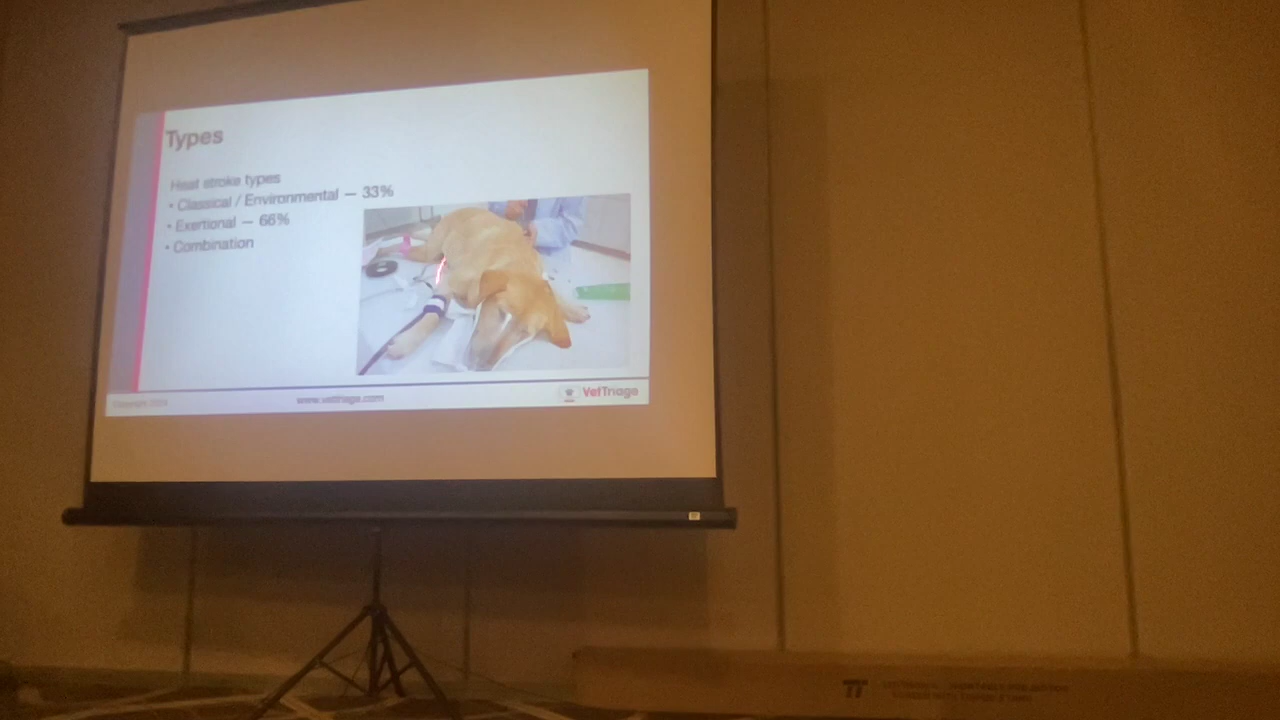 Types
Heat stroke types
• Classical / Environmental — 33%
• Exertional — 66%
• Combination
www.vettriage.com
VetTriage